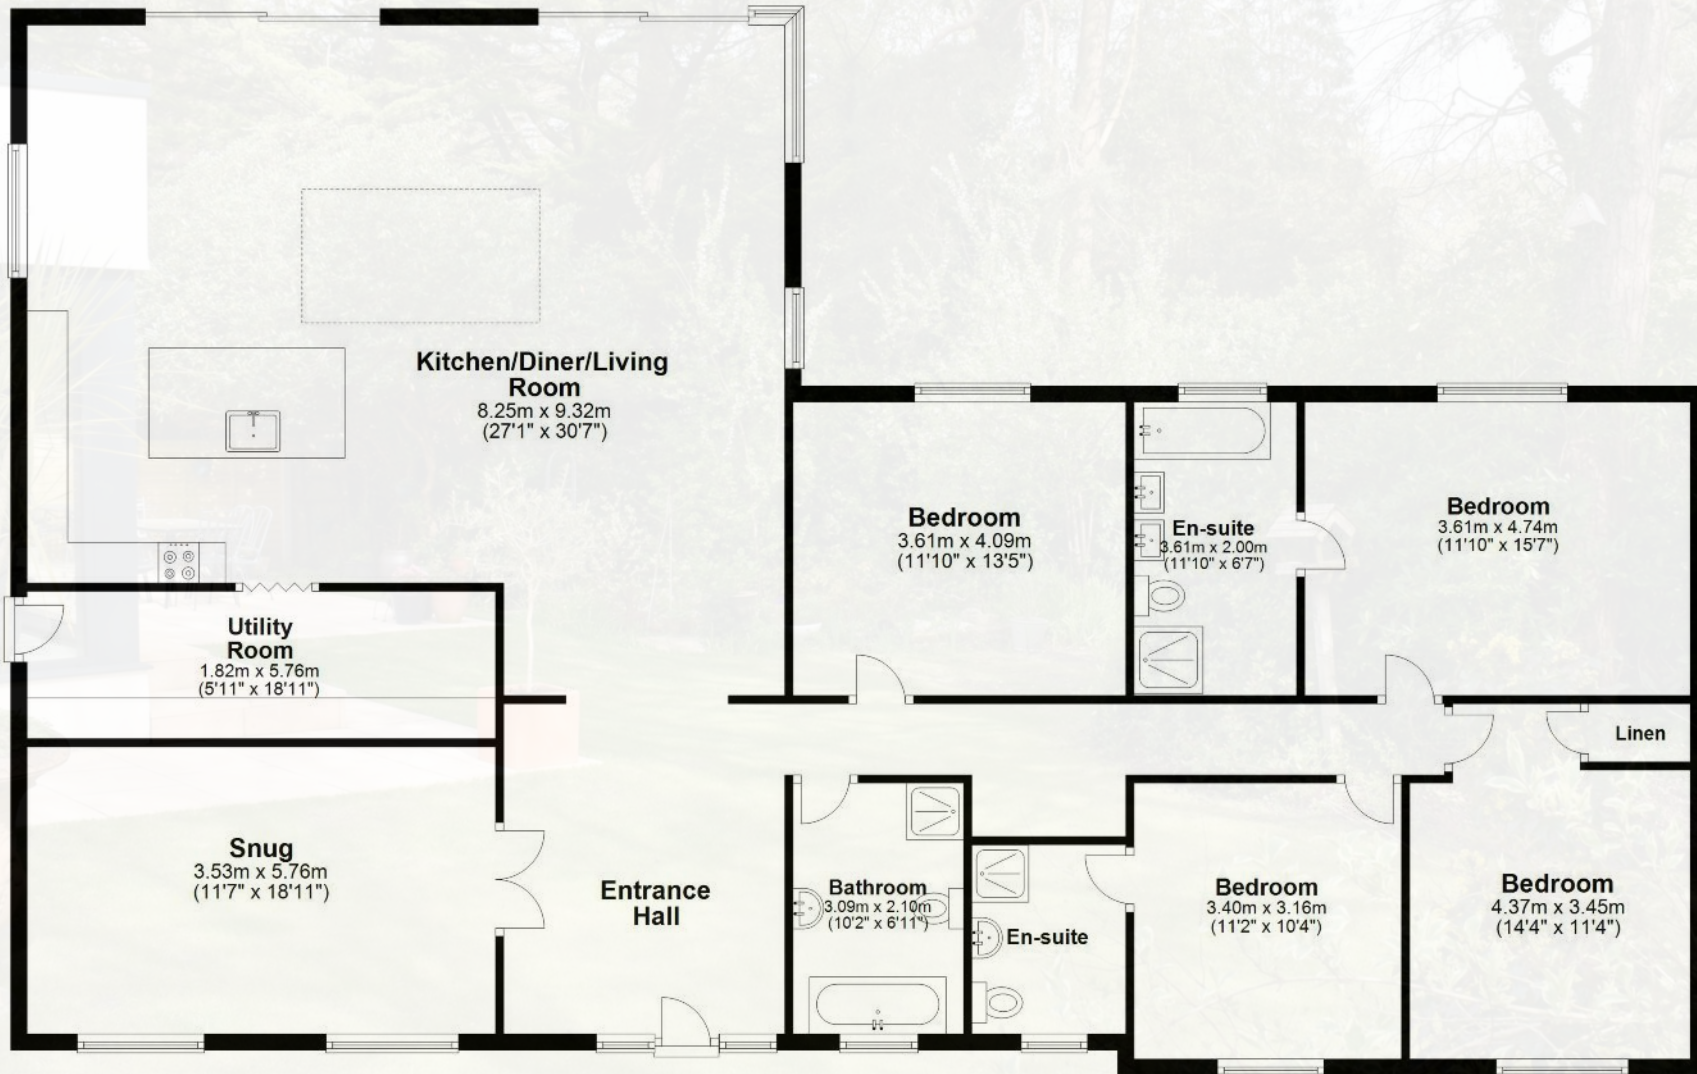 Kitchen/Diner/Living
Room
8.25m x 9.32m
(27'1" x 30'7")
Bedroom
3.61m x 4.09m
(11'10" x 13'5")
En-suite
3.61m x 2.00m
(11'10" x 6'7")
Bedroom
3.61m x 4.74m
(11'10" x 15'7")
Utility
Room
1.82m x 5.76m
(5'11" x 18'11")
Linen
Snug
3.53m x 5.76m
(11'7" x 18'11")
Entrance
Hall
Bathroom
3.09m x 2.10m
(10'2" x 6'11")
En-suite
Bedroom
3.40m x 3.16m
(11'2" x 10'4")
Bedroom
4.37m x 3.45m
(14'4" x 11'4")